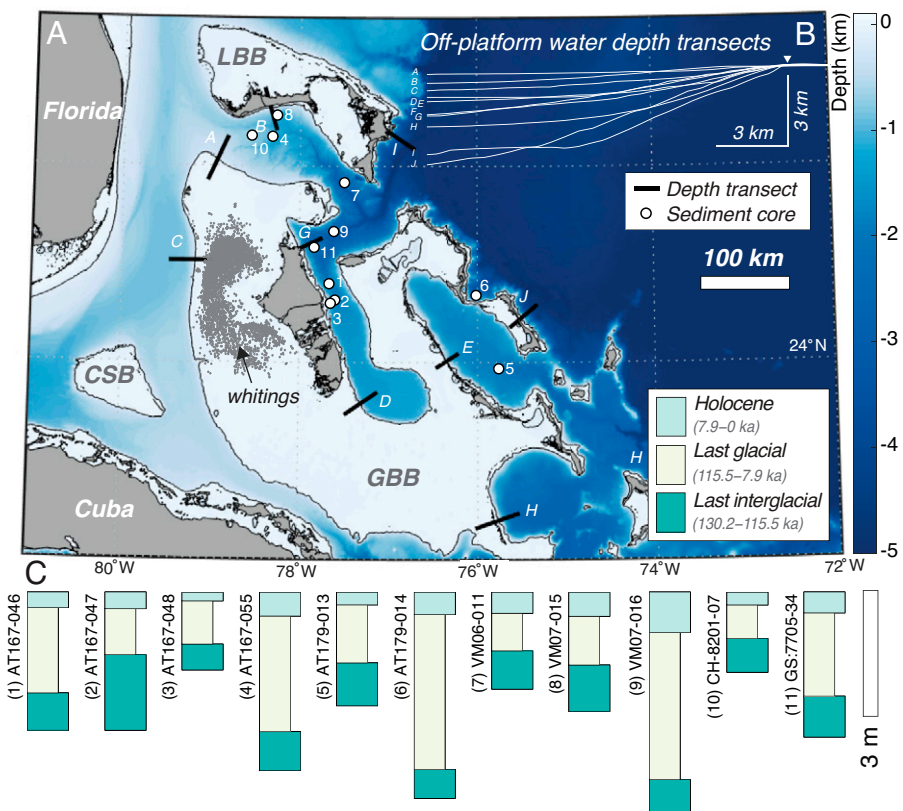 A
B
Off-platform water depth transects
A
B
C
D E
F
G
H
I
J
3 km
3 km
LBB
Florida
A
B
8
10
4
I
7
Depth transect
Sediment core
G
9
11
C
100 km
1
2
3
6
J
24°N
E
5
CSB
whitings
D
GBB
H
H
Cuba
Holocene
(7.9–0 ka)
Last glacial
(115.5–7.9 ka)
Last interglacial
(130.2–115.5 ka)
80°W
78°W
76°W
74°W
72°W
Depth (km)
0
-1
-2
-3
-4
-5
C
(1) AT167-046
(2) AT167-047
(3) AT167-048
(4) AT167-055
(5) AT179-013
(6) AT179-014
(7) VM06-011
(8) VM07-015
(9) VM07-016
(10) CH-8201-07
(11) GS:7705-34
3 m